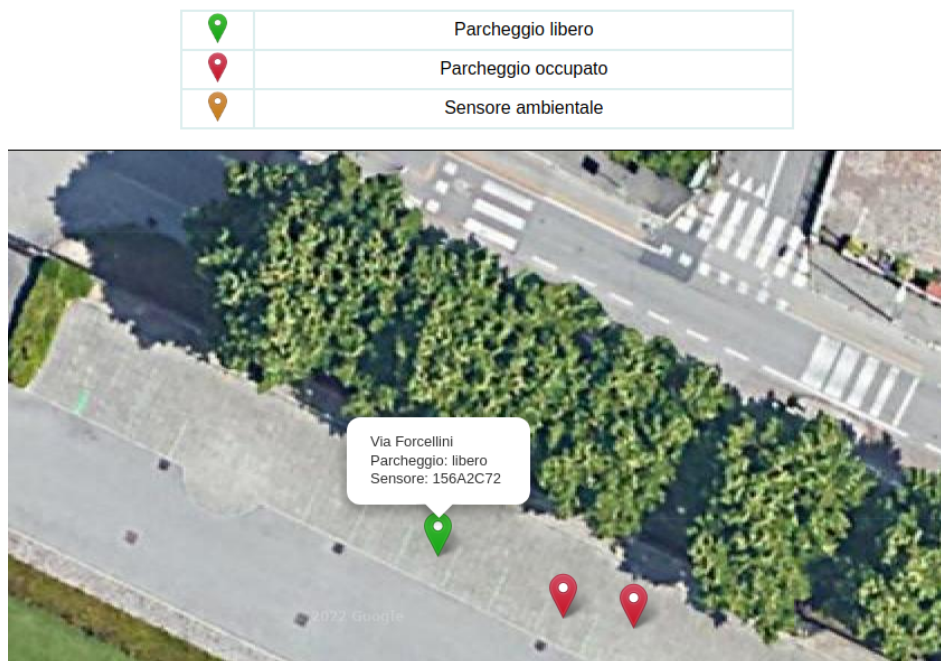 Parcheggio libero
Parcheggio occupato
Sensore ambientale
Via Forcellini
Parcheggio: libero
Sensore: 156A2C72
2022 Google